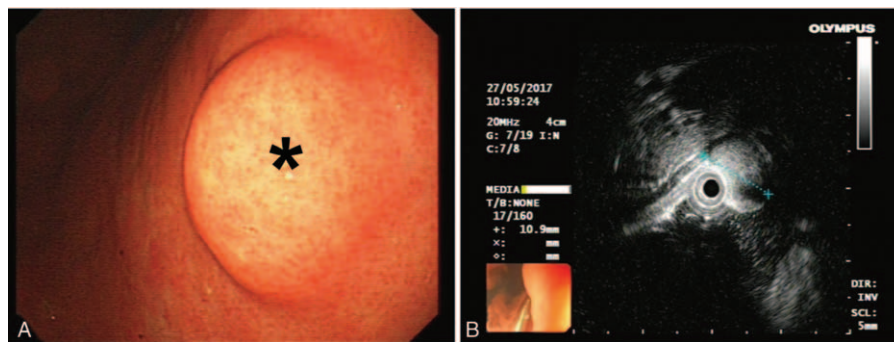 *
A
OLYMPUS
27/05/2017
10:59:24
20MHz 4cm
G: 7/19 I:N
C:7/8
MEDIA
T/B:NONE
17/160
+: 10.9mm
×: mm
◇: mm
DIR:
INV
SCL:
5mm
B